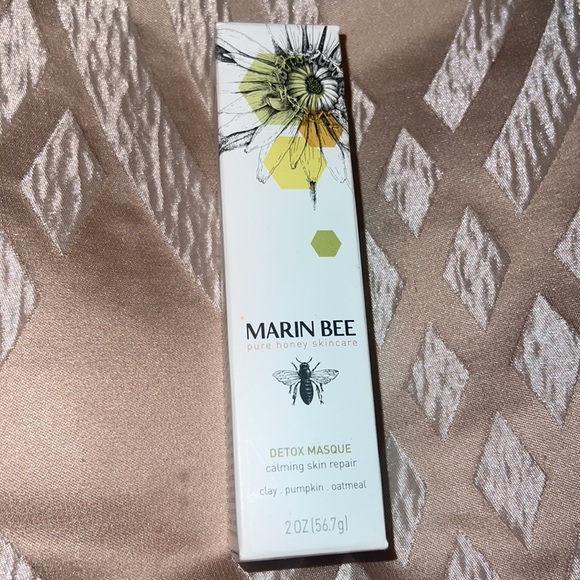 MARIN BEE
pure honey skincare
DETOX MASQUE
calming skin repair
clay . pumpkin . oatmeal
2 OZ (56.7g)